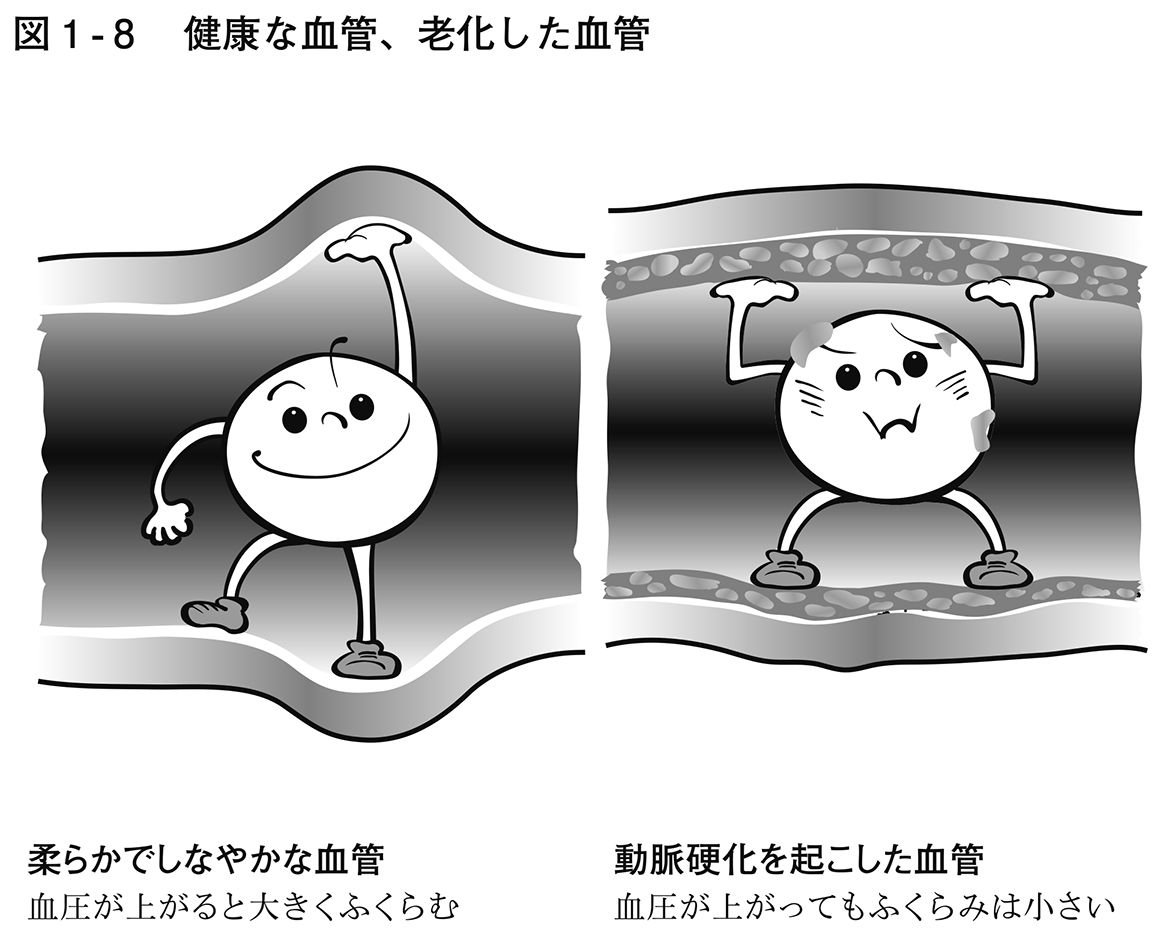 図1-8　健康な血管、老化した血管
柔らかでしなやかな血管
血圧が上がると大きくふくらむ
動脈硬化を起こした血管
血圧が上がってもふくらみは小さい